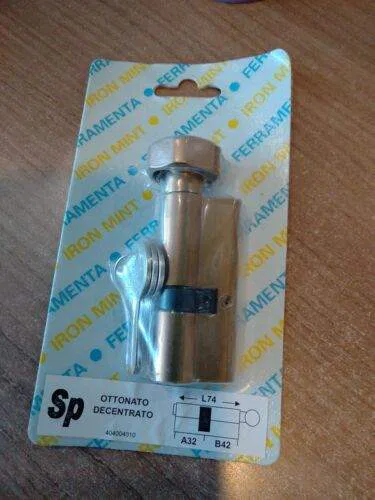 IRON MINT • FERRAMENTA
IRON MINT • FERRAMENTA
IRON MINT • FERRAMENTA
Sp
OTTONATO
DECENTRATO
404004010
L74
A32
B42